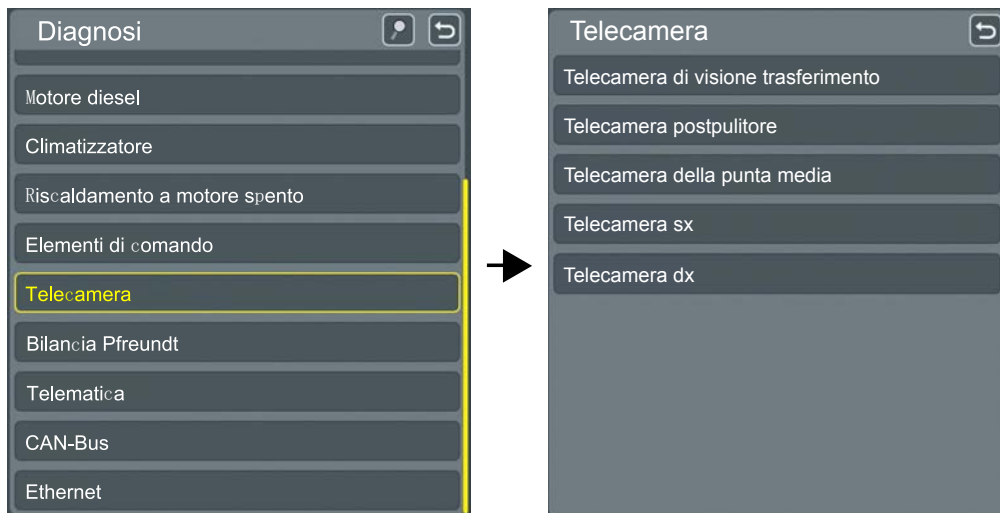 Diagnosi
Motore diesel
Climatizzatore
Riscaldamento a motore spento
Elementi di comando
Telecamera
Bilancia Pfreundt
Telematica
CAN-Bus
Ethernet
Telecamera
Telecamera di visione trasferimento
Telecamera postpulitore
Telecamera della punta media
Telecamera sx
Telecamera dx